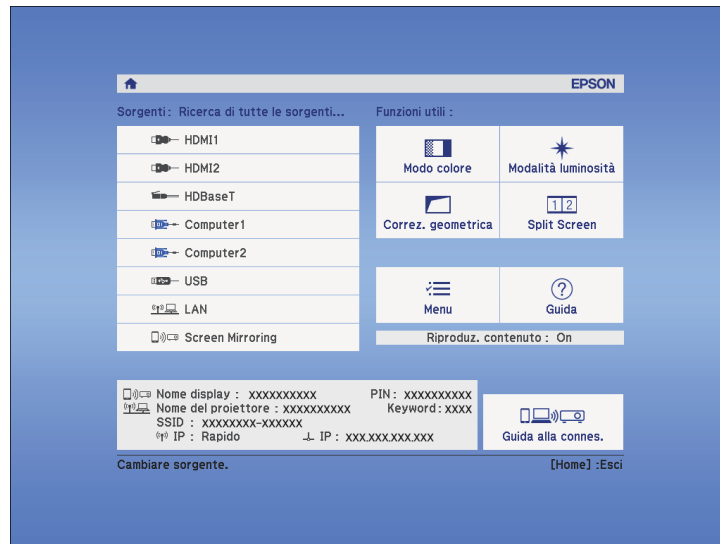 EPSON
Sorgenti: Ricerca di tutte le sorgenti...
HDMI1
HDMI2
HDBaseT
Computer1
Computer2
USB
LAN
Screen Mirroring
Funzioni utili :
Modo colore
Modalità luminosità
Correz. geometrica
1 2
Split Screen
Menu
? 
Guida
Riproduz. contenuto : On
Nome display : xxxxxxxxxx PIN: xxxxxxxxxx
Nome del proiettore : xxxxxxxxxx Keyword: xxxx
SSID : xxxxxxxx-xxxxxx
IP : Rapido IP : xxx.xxx.xxx.xxx
Guida alla connes.
Cambiare sorgente. [Home] :Esci